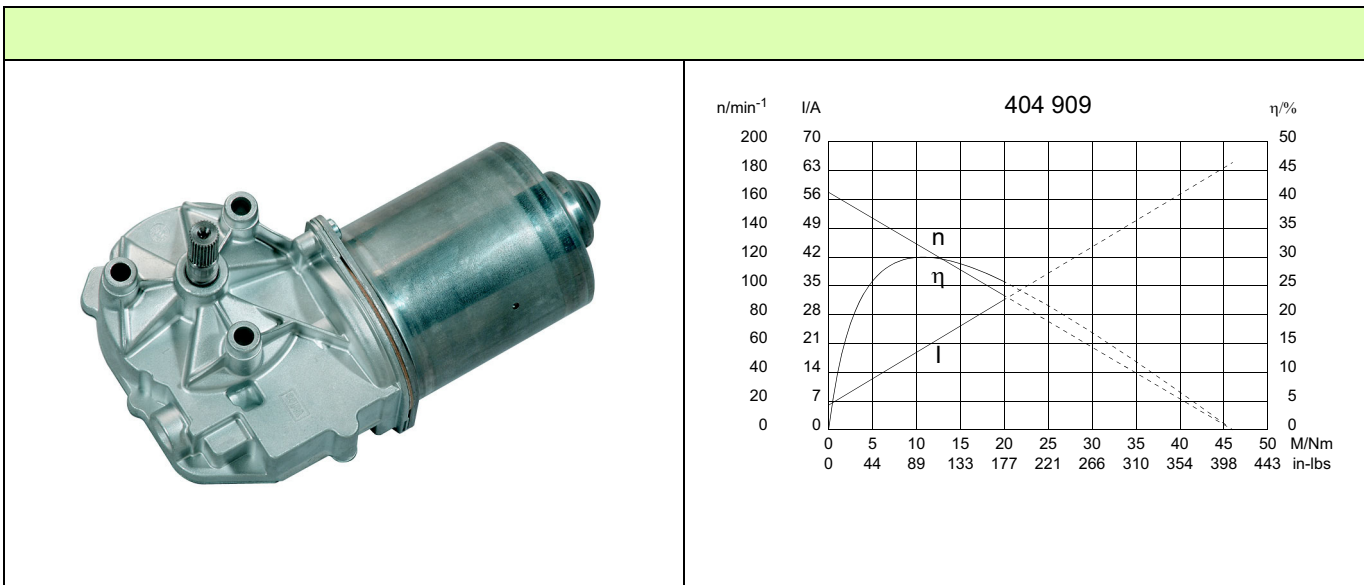 n/min-1 I/A 404 909 η/%
200 70 50
180 63 45
160 56 40
140 49 35
120 42 30
100 35 25
80 28 20
60 21 15
40 14 10
20 7 5
0 0 0
n
η
I
0 5 10 15 20 25 30 35 40 45 50 M/Nm
0 44 89 133 177 221 266 310 354 398 443 in-lbs